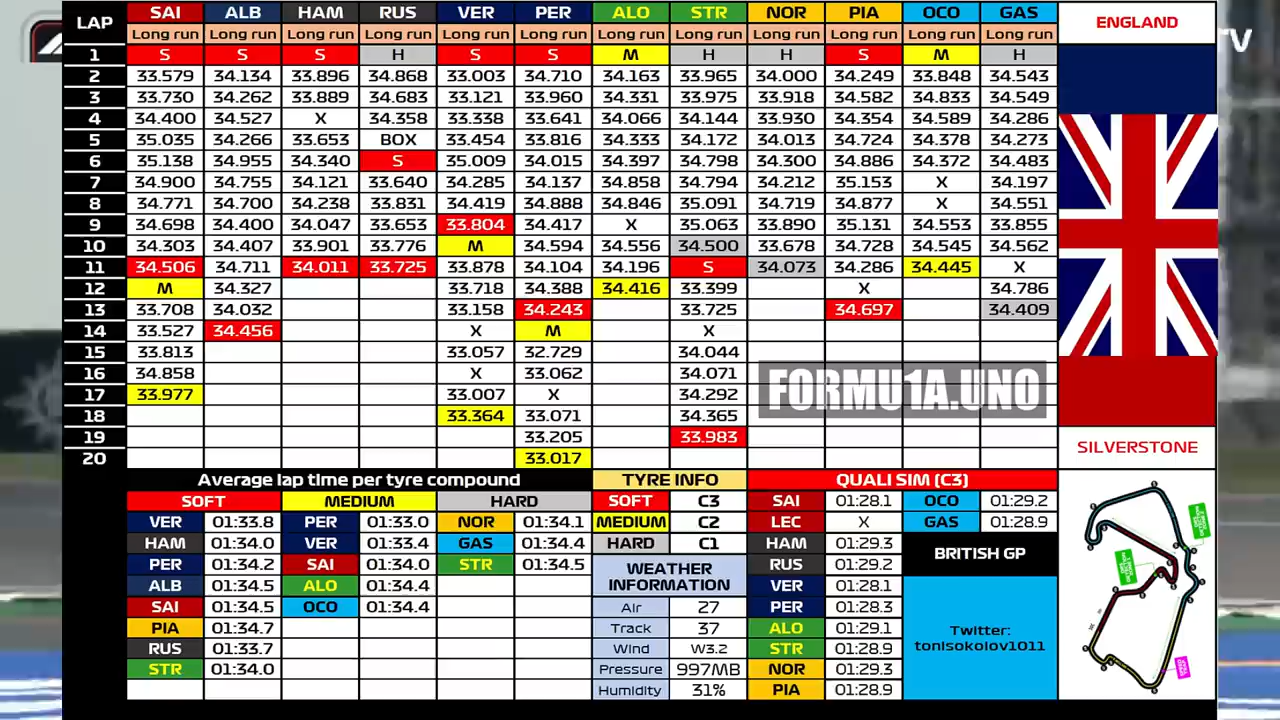 LAP SAI ALB HAM RUS VER PER ALO STR NOR PIA OCO GAS ENGLAND
Long run Long run Long run Long run Long run Long run Long run Long run Long run Long run Long run Long run
1 S S S H S S M H H S M H
2 33.579 34.134 33.896 34.868 33.003 34.710 34.163 33.965 34.000 34.249 33.848 34.543
3 33.730 34.262 33.889 34.683 33.121 33.960 34.331 33.975 33.918 34.582 34.833 34.549
4 34.400 34.527 X 34.358 33.338 33.641 34.066 34.144 33.930 34.354 34.589 34.286
5 35.035 34.266 33.653 BOX 33.454 33.816 34.333 34.172 34.013 34.724 34.378 34.273
6 35.138 34.955 34.340 S 35.009 34.015 34.397 34.798 34.300 34.886 34.372 34.483
7 34.900 34.755 34.121 33.640 34.285 34.137 34.858 34.794 34.212 35.153 X 34.197
8 34.771 34.700 34.238 33.831 34.419 34.888 34.846 35.091 34.719 34.877 X 34.551
9 34.698 34.400 34.047 33.653 33.804 34.417 X 35.063 33.890 35.131 34.553 33.855
10 34.303 34.407 33.901 33.776 M 34.594 34.556 34.500 33.678 34.728 34.545 34.562
11 34.506 34.711 34.011 33.725 33.878 34.104 34.196 S 34.073 34.286 34.445 X
12 M 34.327 33.718 34.388 34.416 33.399 X 34.786
13 33.708 34.032 33.158 34.243 33.725 34.697 34.409
14 33.527 34.456 X M X
15 33.813 33.057 32.729 34.044
16 34.858 X 33.062 34.071
17 33.977 33.007 X 34.292
18 33.364 33.071 34.365
19 33.205 33.983
20 33.017
FORMU1A.UNO
SILVERSTONE
Average lap time per tyre compound TYRE INFO QUALI SIM (C3)
SOFT MEDIUM HARD SOFT C3 SAI 01:28.1 OCO 01:29.2
VER 01:33.8 PER 01:33.0 NOR 01:34.1 MEDIUM C2 LEC X GAS 01:28.9
HAM 01:34.0 VER 01:33.4 GAS 01:34.4 HARD C1 HAM 01:29.3 BRITISH GP
PER 01:34.2 SAI 01:34.0 STR 01:34.5 WEATHER INFORMATION RUS 01:29.2
ALB 01:34.5 ALO 01:34.4 VER 01:28.1
SAI 01:34.5 OCO 01:34.4 Air 27 PER 01:28.3
PIA 01:34.7 Track 37 ALO 01:29.1 Twitter:
RUS 01:33.7 Wind W3.2 STR 01:28.9 tonisokolov1011
STR 01:34.0 Pressure 997MB NOR 01:29.3
Humidity 31% PIA 01:28.9